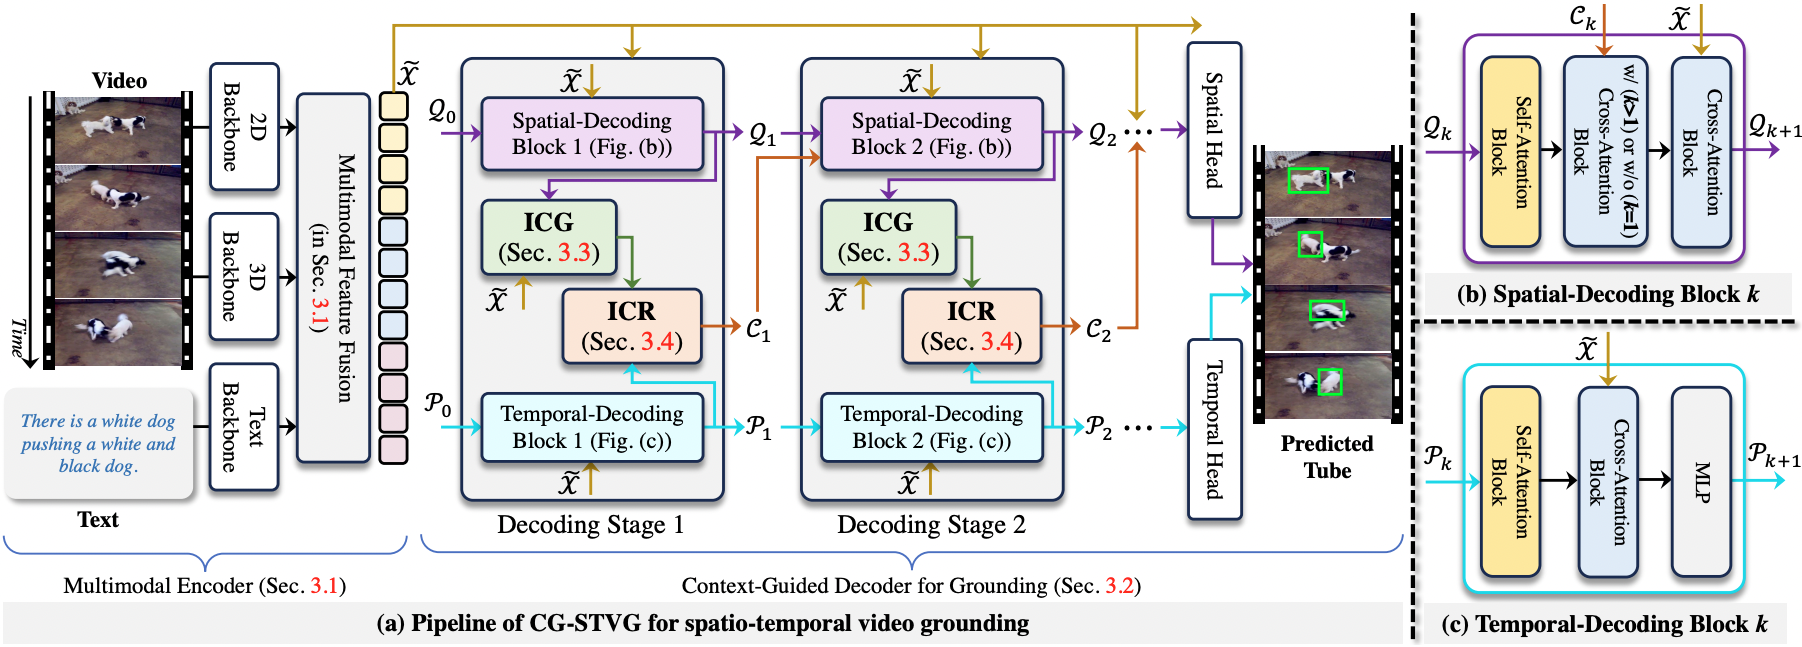 Video
Time
There is a white dog
pushing a white and
black dog.
Text
2D
Backbone
3D
Backbone
Text
Backbone
Multimodal Feature Fusion
(in Sec. 3.1)
X̃
Q₀
P₀
X̃
Spatial-Decoding
Block 1 (Fig. (b))
ICG
(Sec. 3.3)
X̃
ICR
(Sec. 3.4)
Temporal-Decoding
Block 1 (Fig. (c))
X̃
Decoding Stage 1
Q₁
C₁
P₁
X̃
Spatial-Decoding
Block 2 (Fig. (b))
ICG
(Sec. 3.3)
X̃
ICR
(Sec. 3.4)
Temporal-Decoding
Block 2 (Fig. (c))
X̃
Decoding Stage 2
Q₂ ...
C₂
P₂ ...
Spatial Head
Temporal Head
Predicted
Tube
Multimodal Encoder (Sec. 3.1)
Context-Guided Decoder for Grounding (Sec. 3.2)
(a) Pipeline of CG-STVG for spatio-temporal video grounding
Cₖ
X̃
Qₖ
Self-Attention
Block
w/ (k>1) or w/o (k=1)
Cross-Attention
Block
Cross-Attention
Block
Qₖ₊₁
(b) Spatial-Decoding Block k
X̃
Pₖ
Self-Attention
Block
Cross-Attention
Block
MLP
Pₖ₊₁
(c) Temporal-Decoding Block k